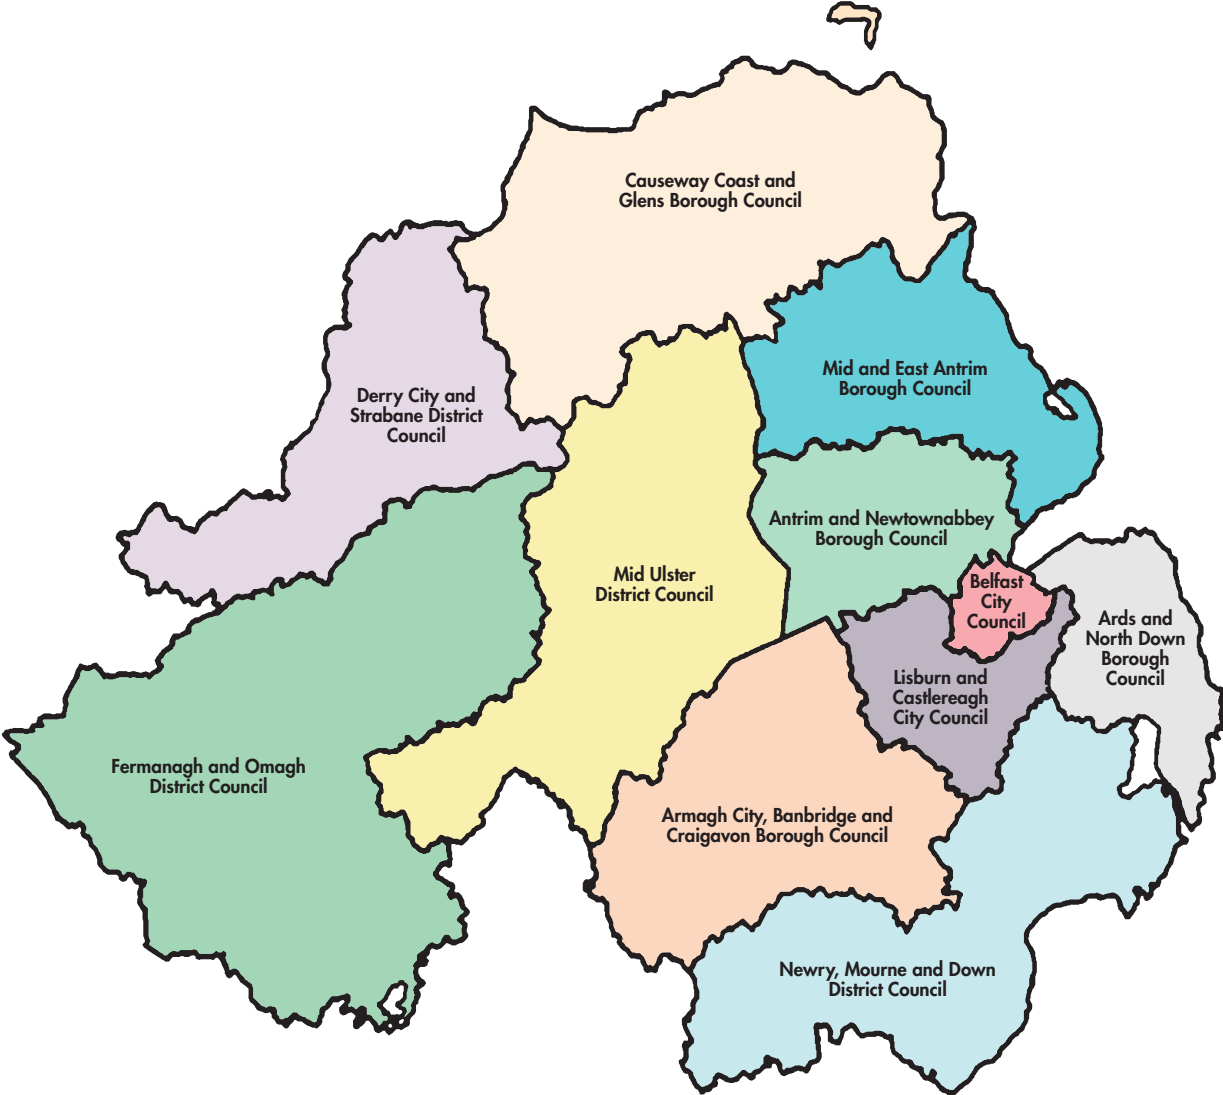 Causeway Coast and
Glens Borough Council
Mid and East Antrim
Borough Council
Derry City and
Strabane District
Council
Antrim and Newtownabbey
Borough Council
Mid Ulster
District Council
Belfast
City
Council
Ards and
North Down
Borough
Council
Lisburn and
Castlereagh
City Council
Fermanagh and Omagh
District Council
Armagh City, Banbridge and
Craigavon Borough Council
Newry, Mourne and Down
District Council